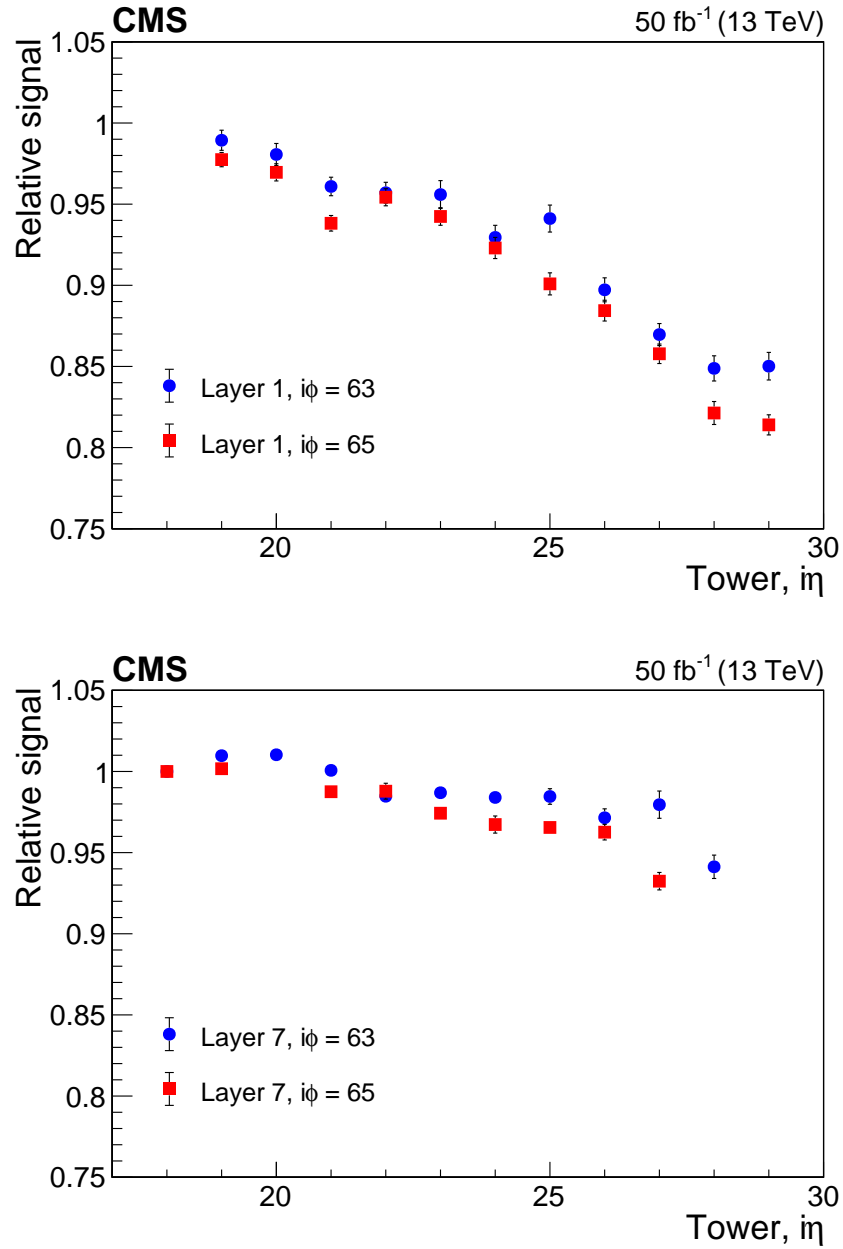 CMS 50 fb⁻¹ (13 TeV)
Relative signal
1.05
1
0.95
0.9
0.85
0.8
0.75
Layer 1, iϕ = 63
Layer 1, iϕ = 65
20 25 30
Tower, iη
CMS 50 fb⁻¹ (13 TeV)
Relative signal
1.05
1
0.95
0.9
0.85
0.8
0.75
Layer 7, iϕ = 63
Layer 7, iϕ = 65
20 25 30
Tower, iη